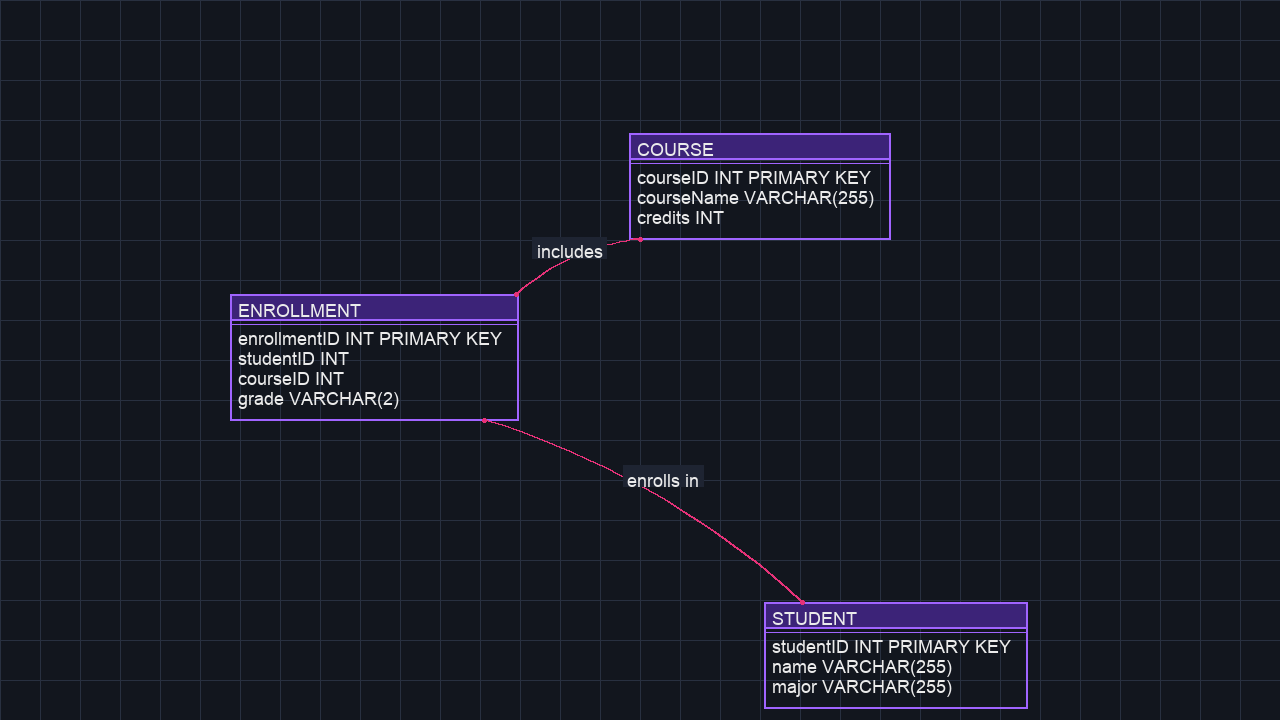 COURSE
courseID INT PRIMARY KEY
courseName VARCHAR(255)
credits INT
includes
ENROLLMENT
enrollmentID INT PRIMARY KEY
studentID INT
courseID INT
grade VARCHAR(2)
enrolls in
STUDENT
studentID INT PRIMARY KEY
name VARCHAR(255)
major VARCHAR(255)